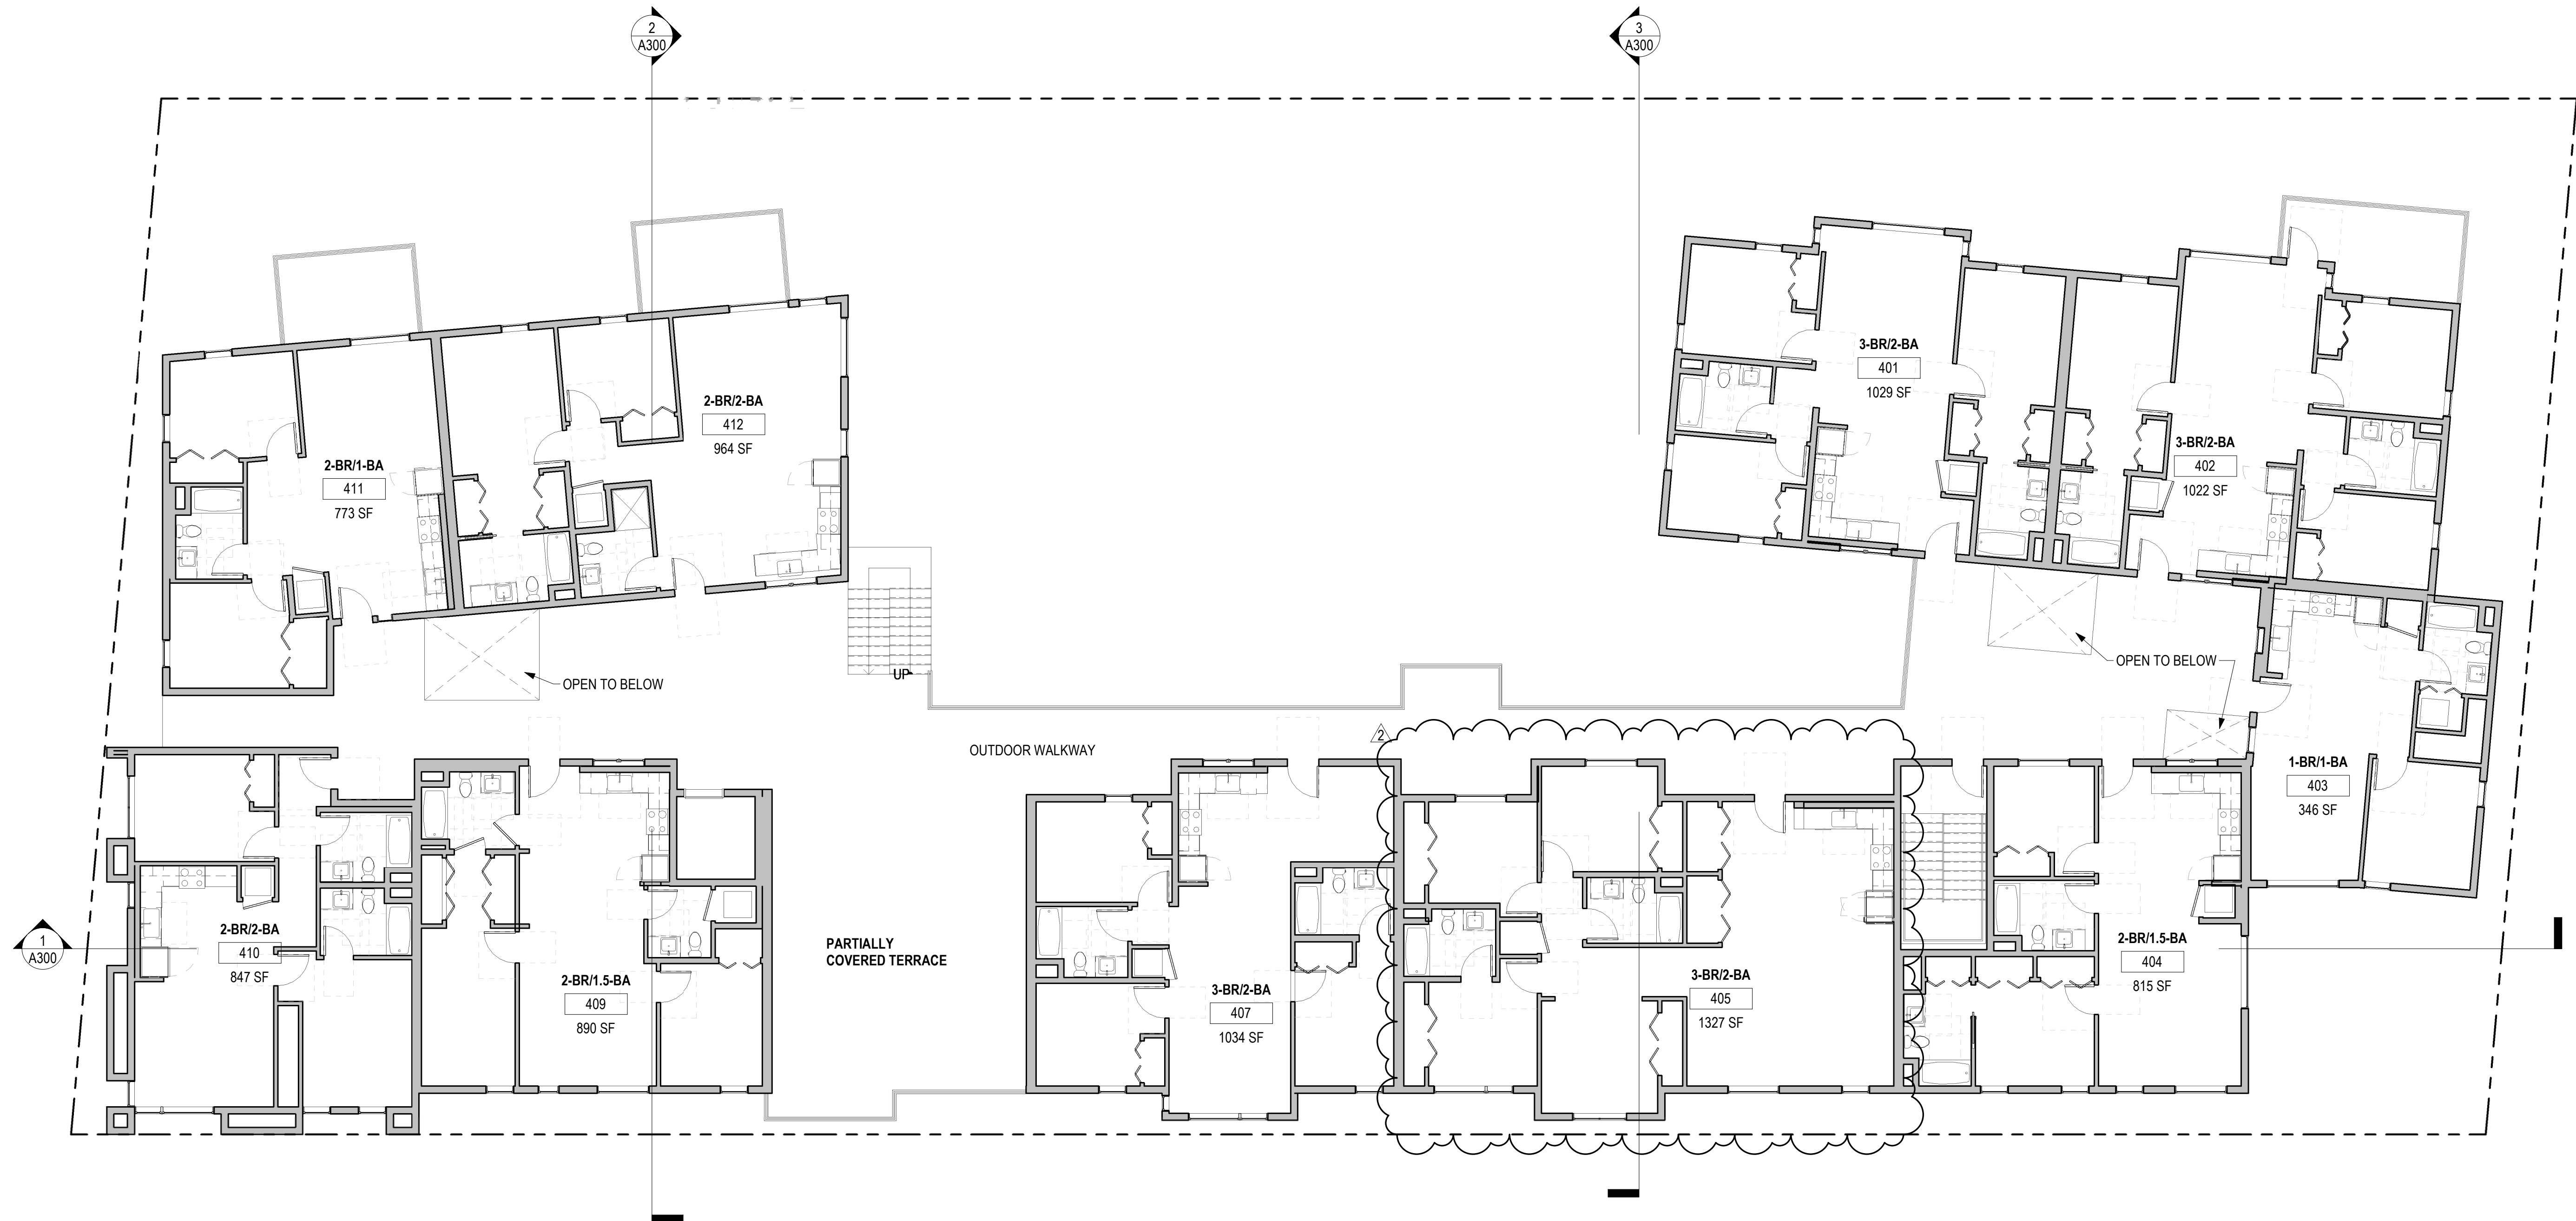 2
A300
3
A300
3-BR/2-BA
401
1029 SF
2-BR/2-BA
412
964 SF
3-BR/2-BA
402
1022 SF
2-BR/1-BA
411
773 SF
OPEN TO BELOW
UP
OPEN TO BELOW
OUTDOOR WALKWAY
2
1-BR/1-BA
403
346 SF
1
A300
2-BR/2-BA
410
847 SF
PARTIALLY
COVERED TERRACE
2-BR/1.5-BA
409
890 SF
3-BR/2-BA
407
1034 SF
3-BR/2-BA
405
1327 SF
2-BR/1.5-BA
404
815 SF